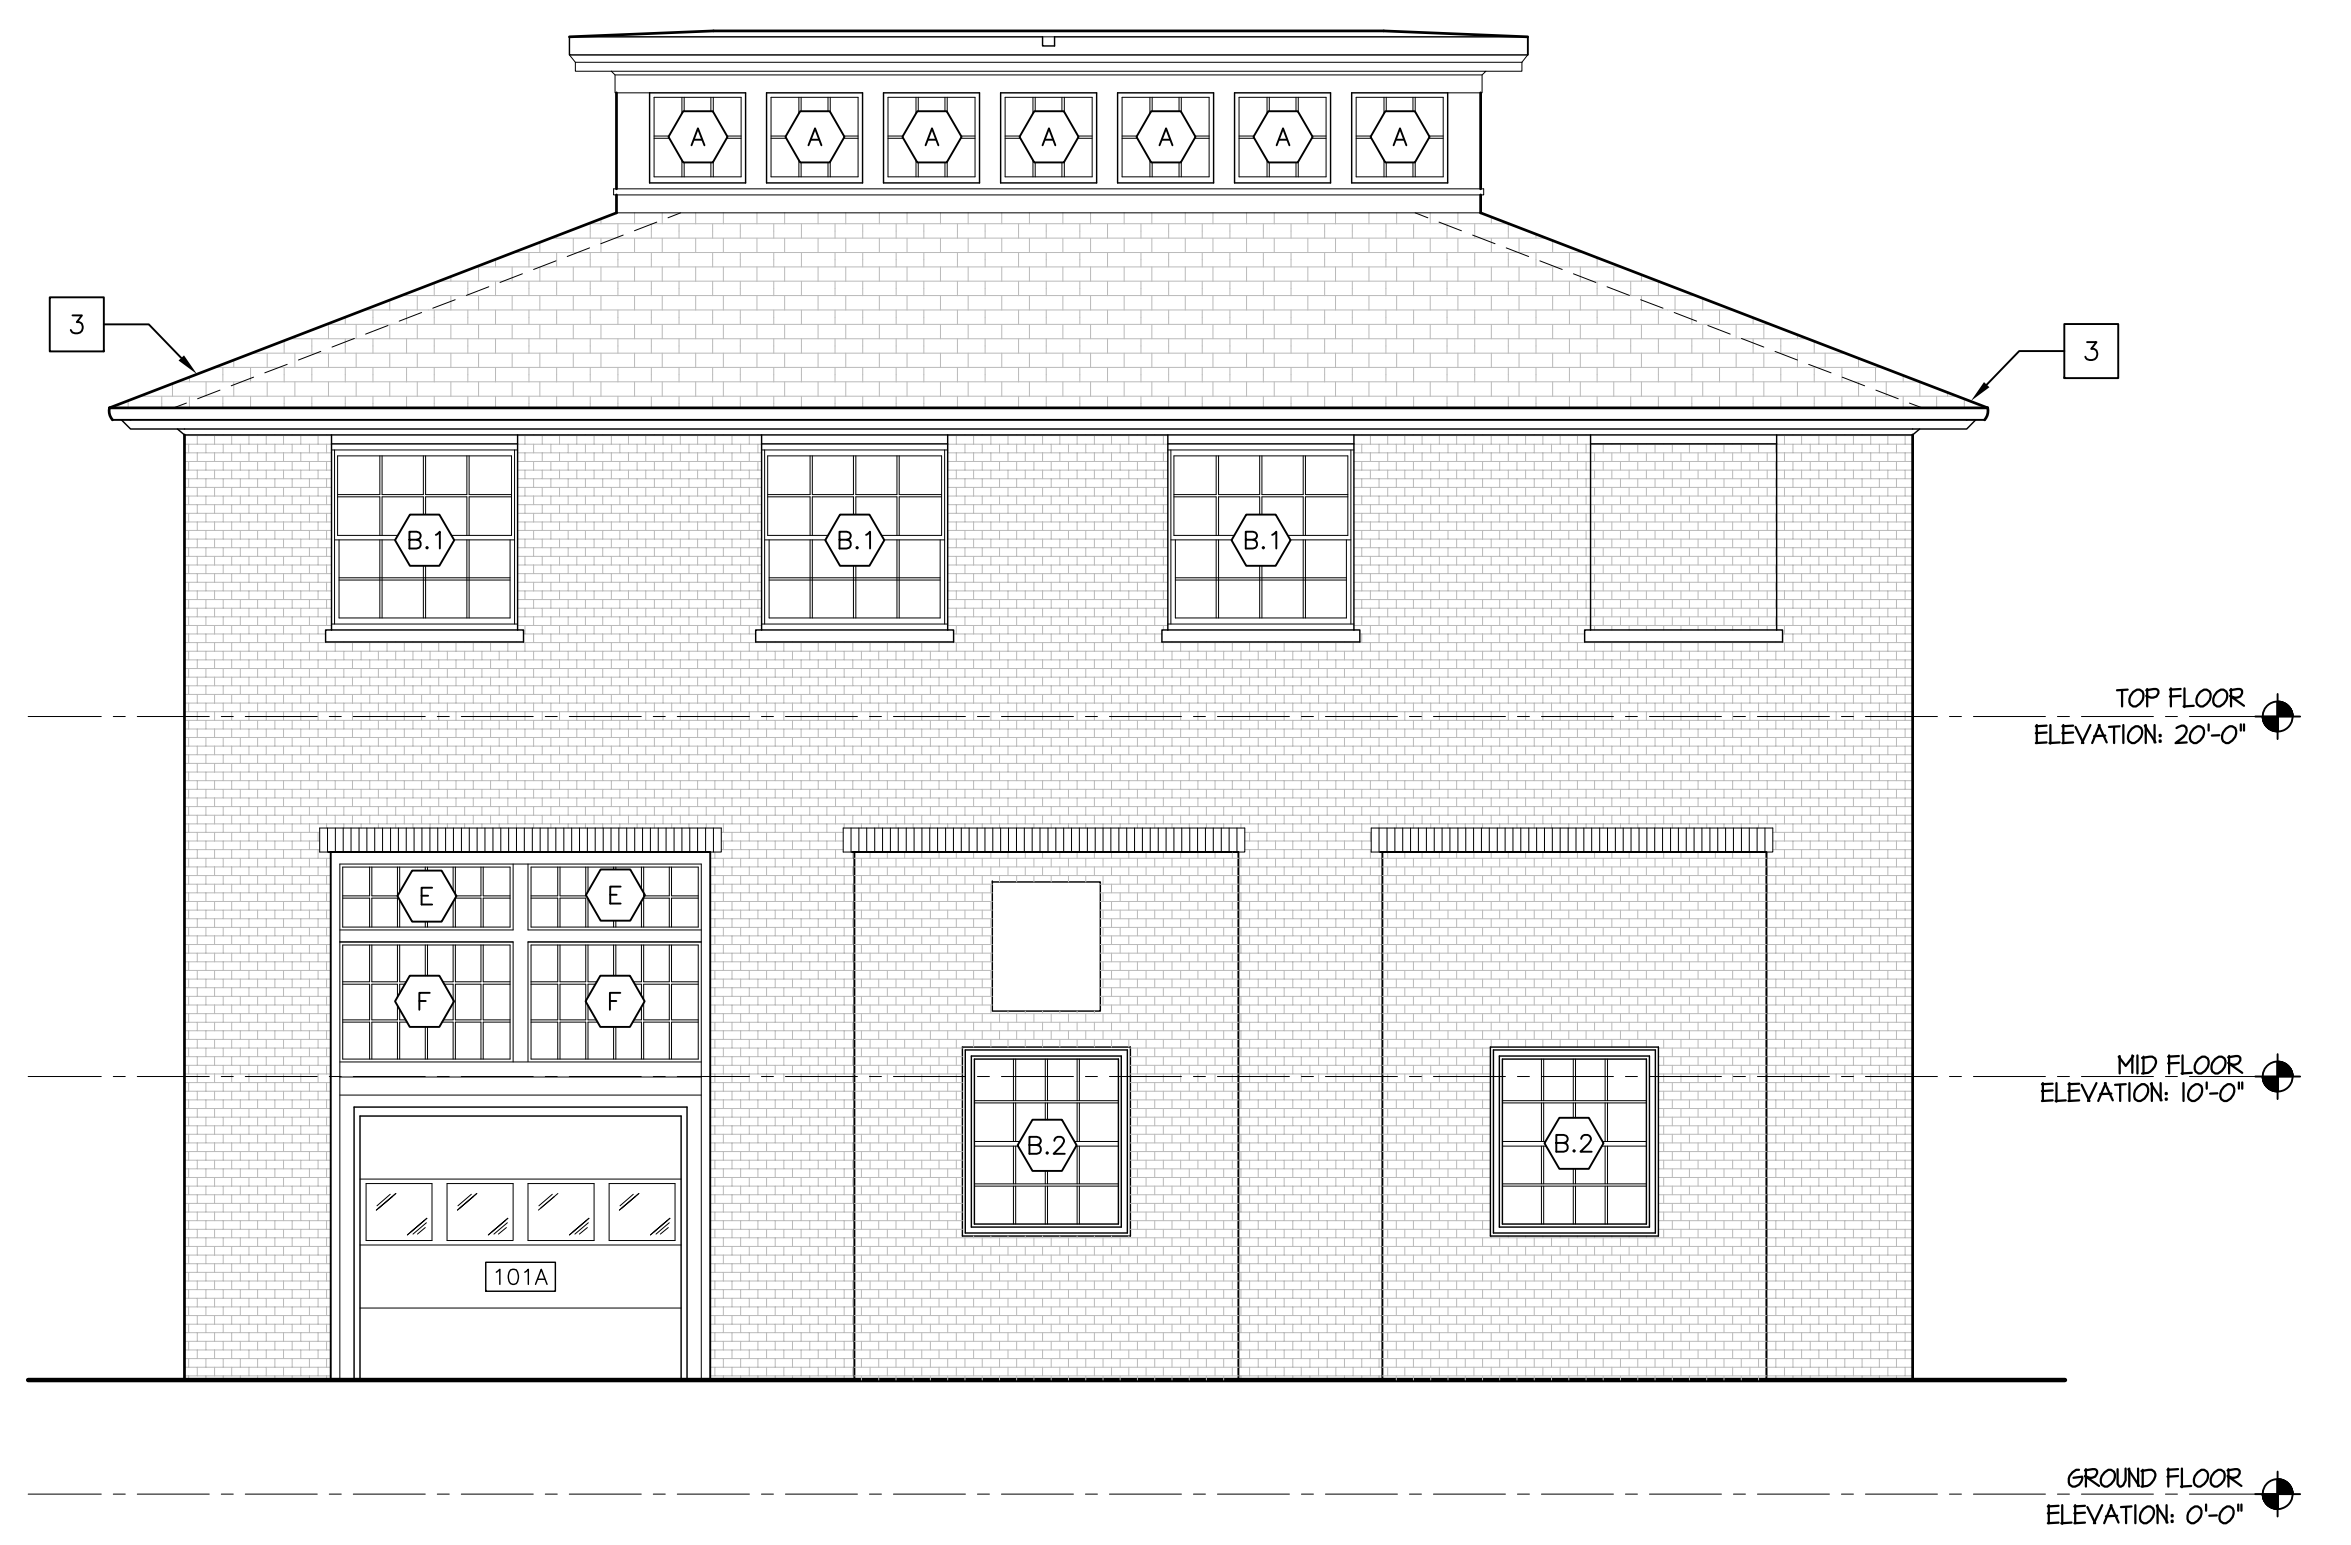 A A A A A A A
3
3
B.1 B.1 B.1
TOP FLOOR
ELEVATION: 20'-0"
E E
F F
MID FLOOR
ELEVATION: 10'-0"
B.2 B.2
101A
GROUND FLOOR
ELEVATION: 0'-0"